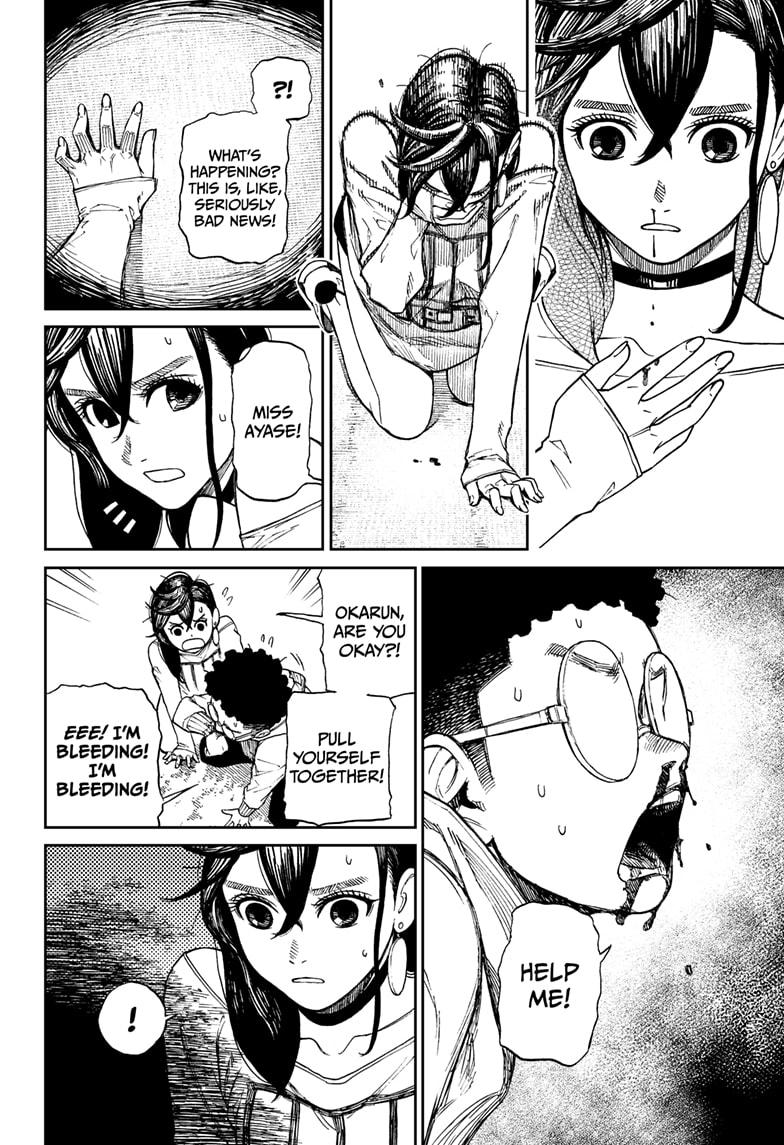 ?!
WHAT'S
HAPPENING?
THIS IS, LIKE,
SERIOUSLY
BAD NEWS!
MISS
AYASE!
HELP
ME!
OKARUN,
ARE YOU
OKAY?!
PULL
YOURSELF
TOGETHER!
EEE! I'M
BLEEDING!
I'M
BLEEDING!
!